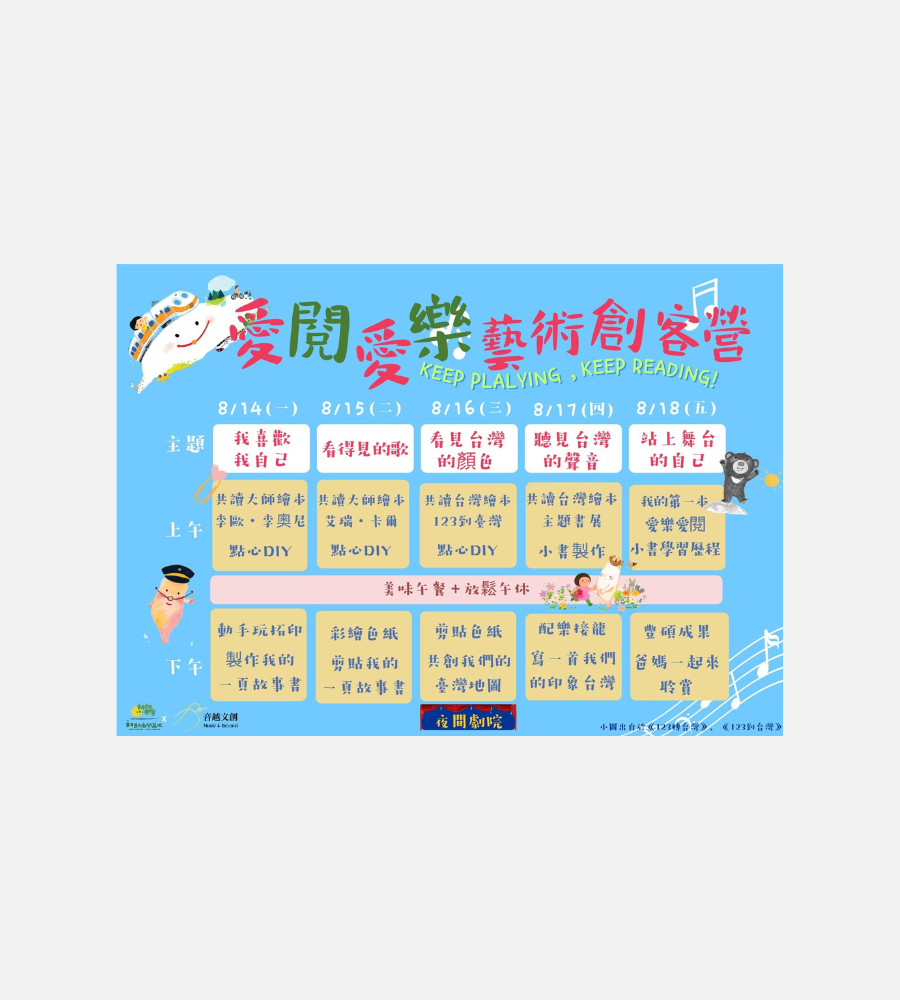 愛閱愛樂藝術創客營
KEEP PLALYING , KEEP READING!
8/14(一) 8/15(二) 8/16(三) 8/17(四) 8/18(五)
主題
我喜歡
我自己
看得見的歌
看見台灣
的顏色
聽見台灣
的聲音
站上舞台
的自己
上午
共讀大師繪本
李歐·李奧尼
點心DIY
共讀大師繪本
艾瑞·卡爾
點心DIY
共讀台灣繪本
123到臺灣
點心DIY
共讀台灣繪本
主題書展
小書製作
我的第一本
愛樂愛閱
小書學習歷程
美味午餐+放鬆午休
下午
動手玩拓印
製作我的
一頁故事書
彩繪色紙
剪貼我的
一頁故事書
剪貼色紙
共創我們的
臺灣地圖
配樂接龍
寫一首我們
的印象台灣
豐碩成果
爸媽一起來
聆賞
夜間劇院
X
音越文創
Music & Beyond
小圖出自於《123轉台灣》、《123到台灣》